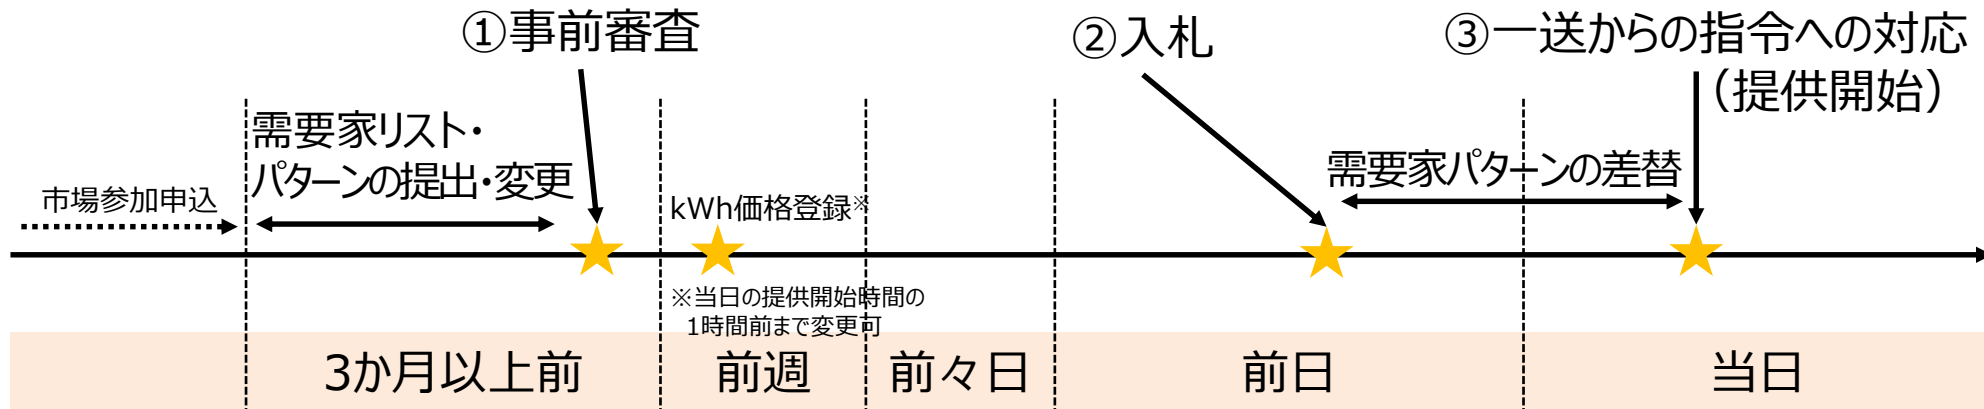 ①事前審査
②入札
③一送からの指令への対応
（提供開始）
需要家リスト・
パターンの提出・変更
需要家パターンの差替
市場参加申込
kWh価格登録※
※当日の提供開始時間の
1時間前まで変更可
3か月以上前
前週
前々日
前日
当日